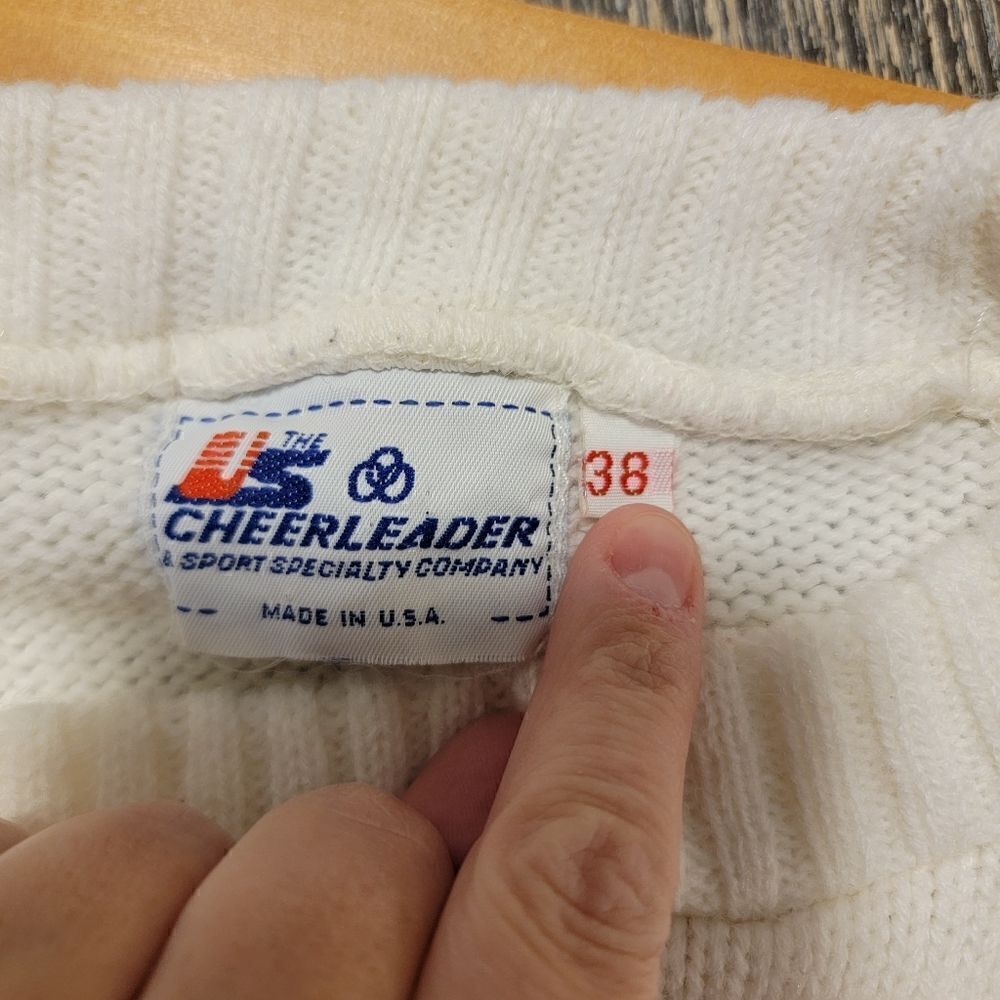 THE
US
CHEERLEADER
& SPORT SPECIALTY COMPANY
MADE IN U.S.A.
38